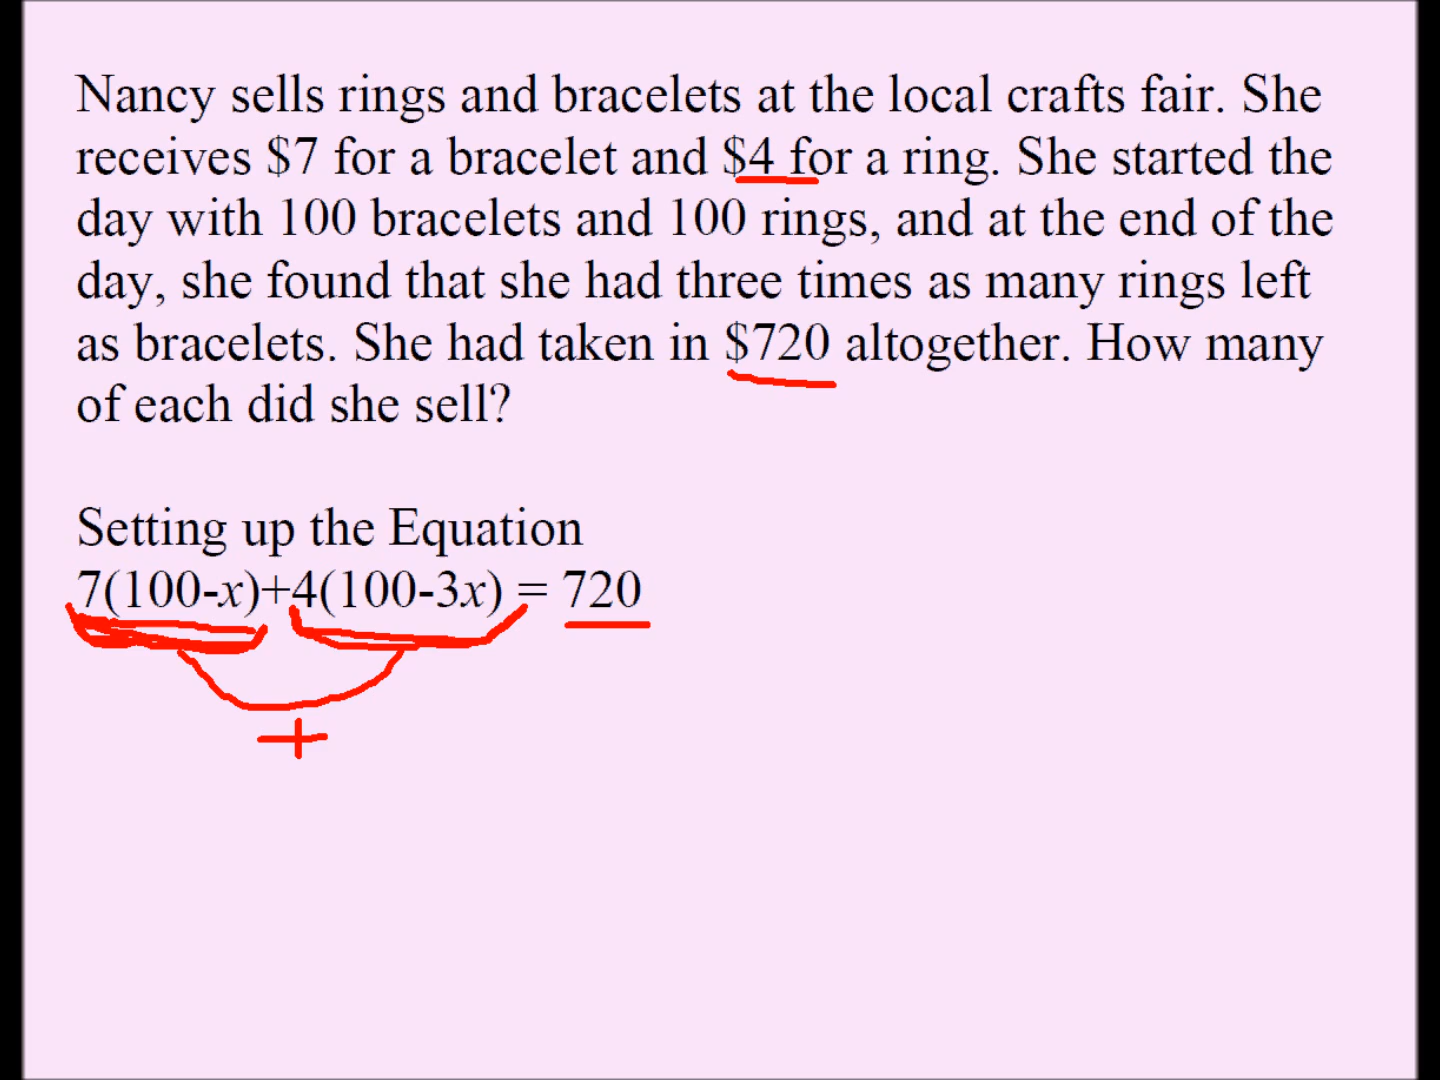 Nancy sells rings and bracelets at the local crafts fair. She
receives $7 for a bracelet and $4 for a ring. She started the
day with 100 bracelets and 100 rings, and at the end of the
day, she found that she had three times as many rings left
as bracelets. She had taken in $720 altogether. How many
of each did she sell?
Setting up the Equation
7(100-x)+4(100-3x) = 720
+